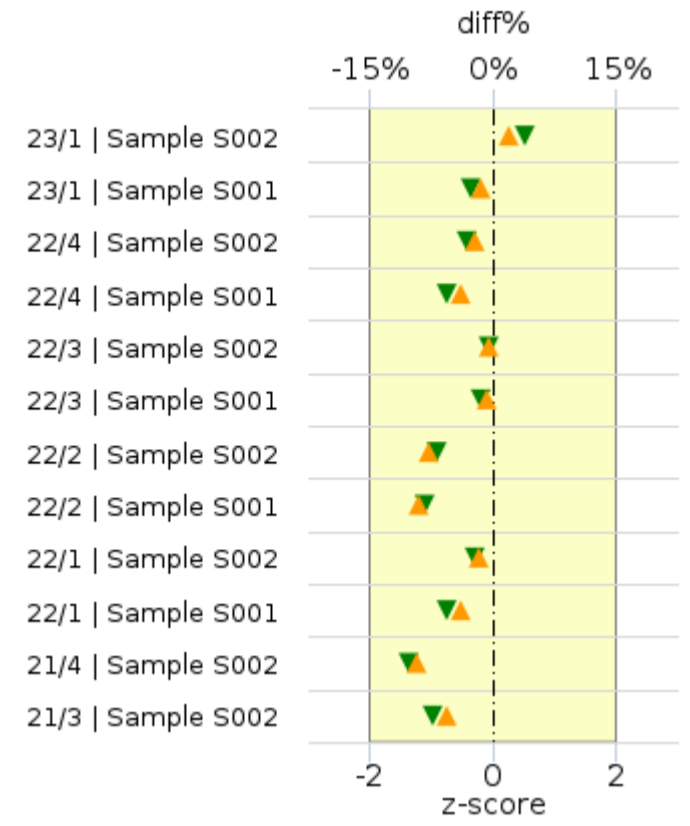 diff%
-15% 0% 15%
23/1 | Sample S002
23/1 | Sample S001
22/4 | Sample S002
22/4 | Sample S001
22/3 | Sample S002
22/3 | Sample S001
22/2 | Sample S002
22/2 | Sample S001
22/1 | Sample S002
22/1 | Sample S001
21/4 | Sample S002
21/3 | Sample S002
-2 0 2
z-score